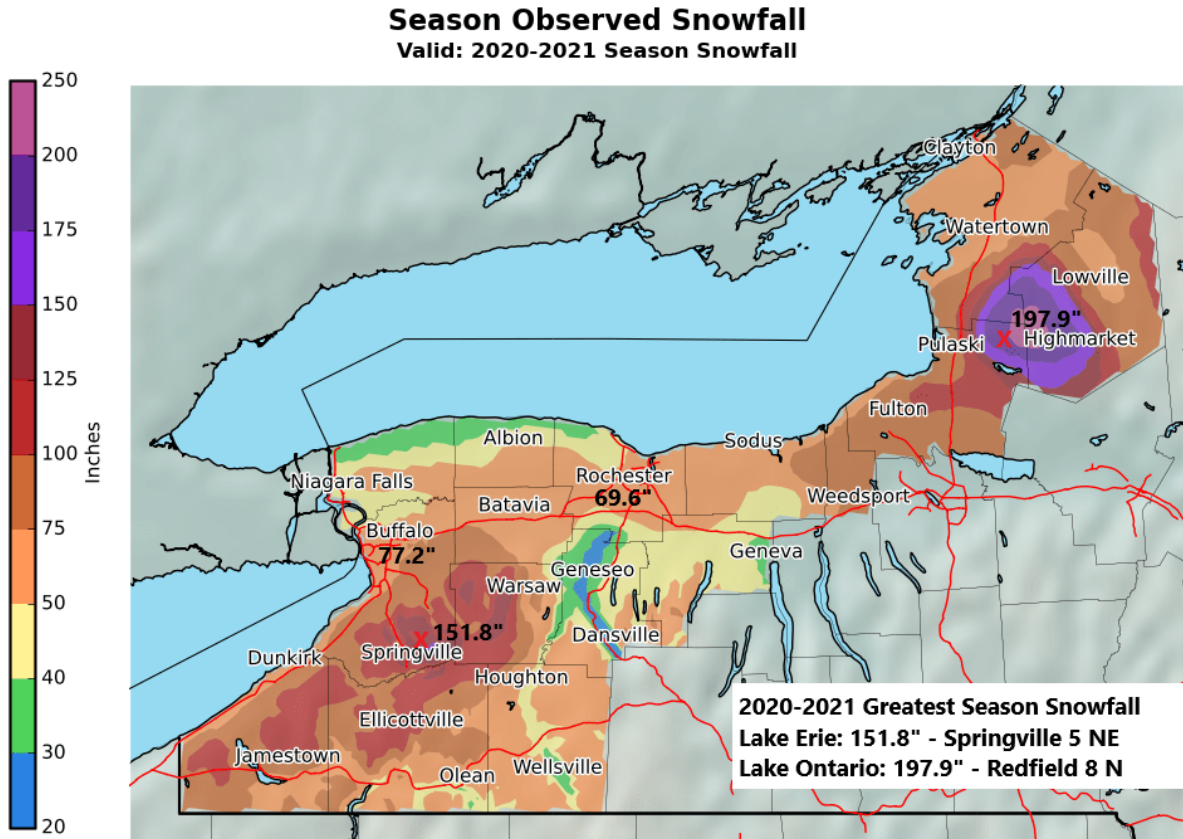 Season Observed Snowfall
Valid: 2020-2021 Season Snowfall
250
200
175
150
125
100
75
50
40
30
20
Inches
Clayton
Watertown
Lowville
197.9"
X
Pulaski
Highmarket
Fulton
Albion
Sodus
Rochester
69.6"
Niagara Falls
Batavia
Weedsport
Buffalo
77.2"
Geneva
Geneseo
Warsaw
151.8"
X
Dansville
Springville
Dunkirk
Houghton
Ellicottville
Jamestown
Olean
Wellsville
2020-2021 Greatest Season Snowfall
Lake Erie: 151.8" - Springville 5 NE
Lake Ontario: 197.9" - Redfield 8 N